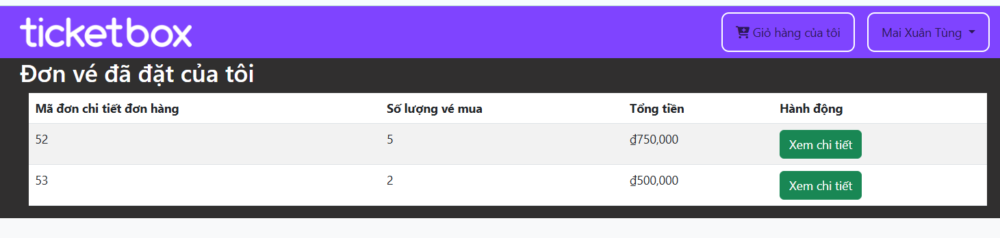 ticketbox
Giỏ hàng của tôi
Mai Xuân Tùng
Đơn vé đã đặt của tôi
Mã đơn chi tiết đơn hàng Số lượng vé mua Tổng tiền Hành động
52 5 ₫750,000 Xem chi tiết
53 2 ₫500,000 Xem chi tiết